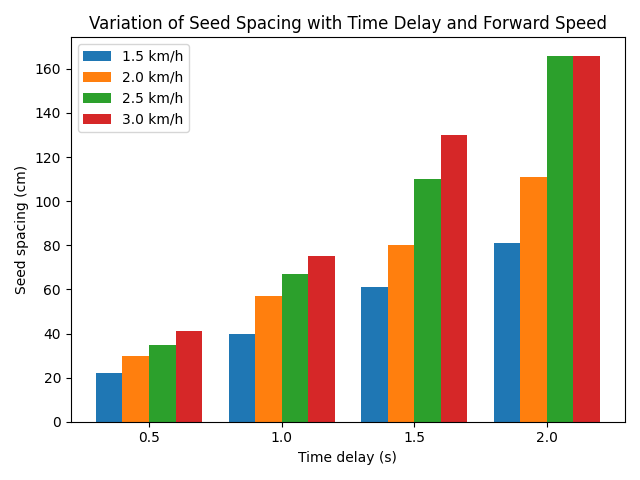 Variation of Seed Spacing with Time Delay and Forward Speed
1.5 km/h
2.0 km/h
2.5 km/h
3.0 km/h
Seed spacing (cm)
160
140
120
100
80
60
40
20
0
0.5 1.0 1.5 2.0
Time delay (s)